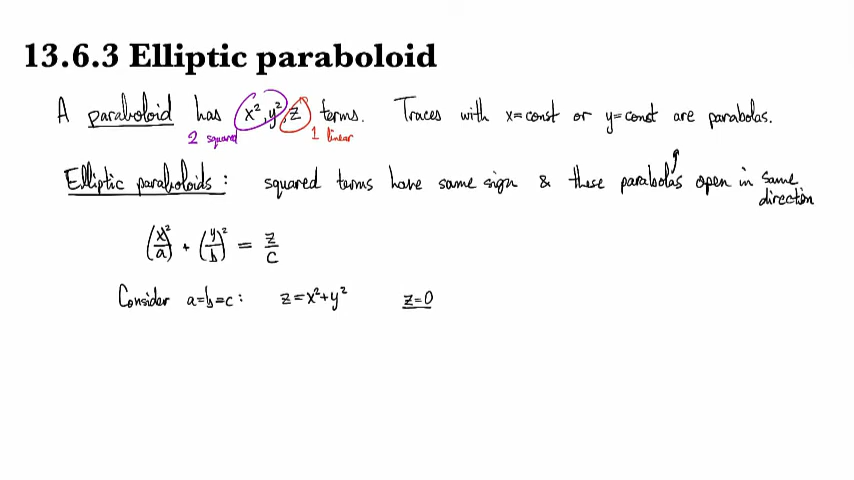 13.6.3 Elliptic paraboloid
A paraboloid has x², y², z terms. Traces with x=const or y=const are parabolas.
2 squared 1 linear
Elliptic paraboloids: squared terms have same sign & these parabolas open in same direction
(x/a)² + (y/b)² = z/c
Consider a=b=c: z=x²+y² z=0